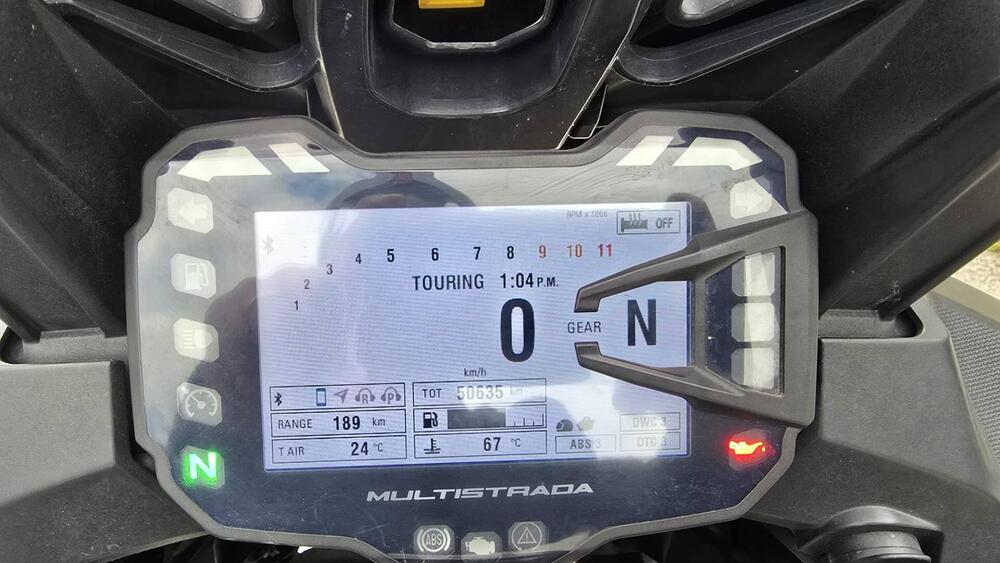 RPM x 1000
OFF
1 2 3 4 5 6 7 8 9 10 11
TOURING 1:04 P.M.
0
GEAR N
km/h
R P
TOT 50635 km
RANGE 189 km
DWC 3
T AIR 24 °C
67 °C
ABS 3
DTC 3
N
MULTISTRADA
ABS